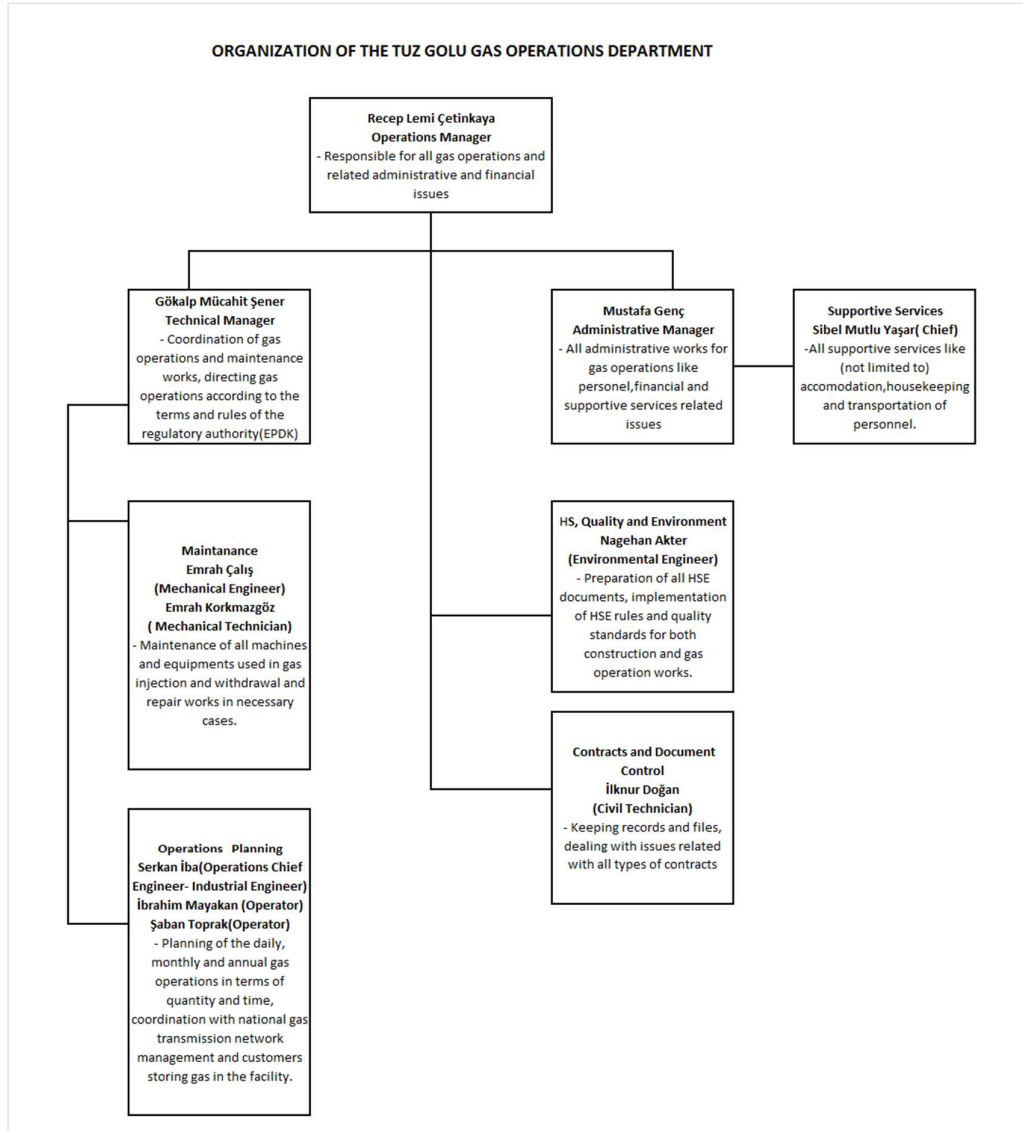 ORGANIZATION OF THE TUZ GOLU GAS OPERATIONS DEPARTMENT
Recep Lemi Çetinkaya
Operations Manager
- Responsible for all gas operations and
related administrative and financial
issues
Gökalp Mücahit Şener
Technical Manager
- Coordination of gas
operations and maintenance
works, directing gas
operations according to the
terms and rules of the
regulatory authority(EPDK)
Mustafa Genç
Administrative Manager
- All administrative works for
gas operations like
personel,financial and
supportive services related
issues
Supportive Services
Sibel Mutlu Yaşar( Chief)
-All supportive services like
(not limited to)
accomodation,housekeeping
and transportation of
personnel.
Maintanance
Emrah Çalış
(Mechanical Engineer)
Emrah Korkmazgöz
( Mechanical Technician)
- Maintenance of all machines
and equipments used in gas
injection and withdrawal and
repair works in necessary
cases.
HS, Quality and Environment
Nagehan Akter
(Environmental Engineer)
- Preparation of all HSE
documents, implementation
of HSE rules and quality
standards for both
construction and gas
operation works.
Contracts and Document
Control
İlknur Doğan
(Civil Technician)
- Keeping records and files,
dealing with issues related
with all types of contracts
Operations Planning
Serkan İba(Operations Chief
Engineer- Industrial Engineer)
İbrahim Mayakan (Operator)
Şaban Toprak(Operator)
- Planning of the daily,
monthly and annual gas
operations in terms of
quantity and time,
coordination with national gas
transmission network
management and customers
storing gas in the facility.